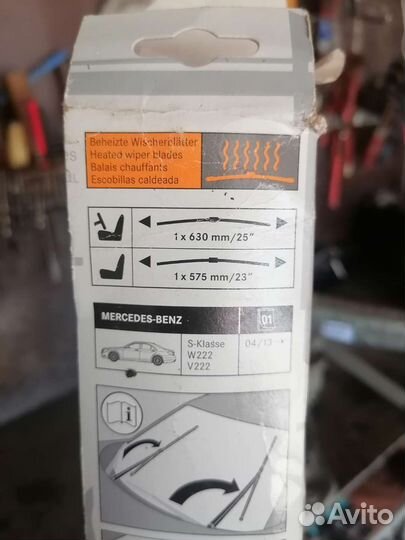 Beheizte Wischerblätter
Heated wiper blades
Balais chauffants
Escobillas caldeada
1 x 630 mm/25"
1 x 575 mm/23"
MERCEDES-BENZ
01
S-Klasse
W222
V222
04/13→
i
Avito